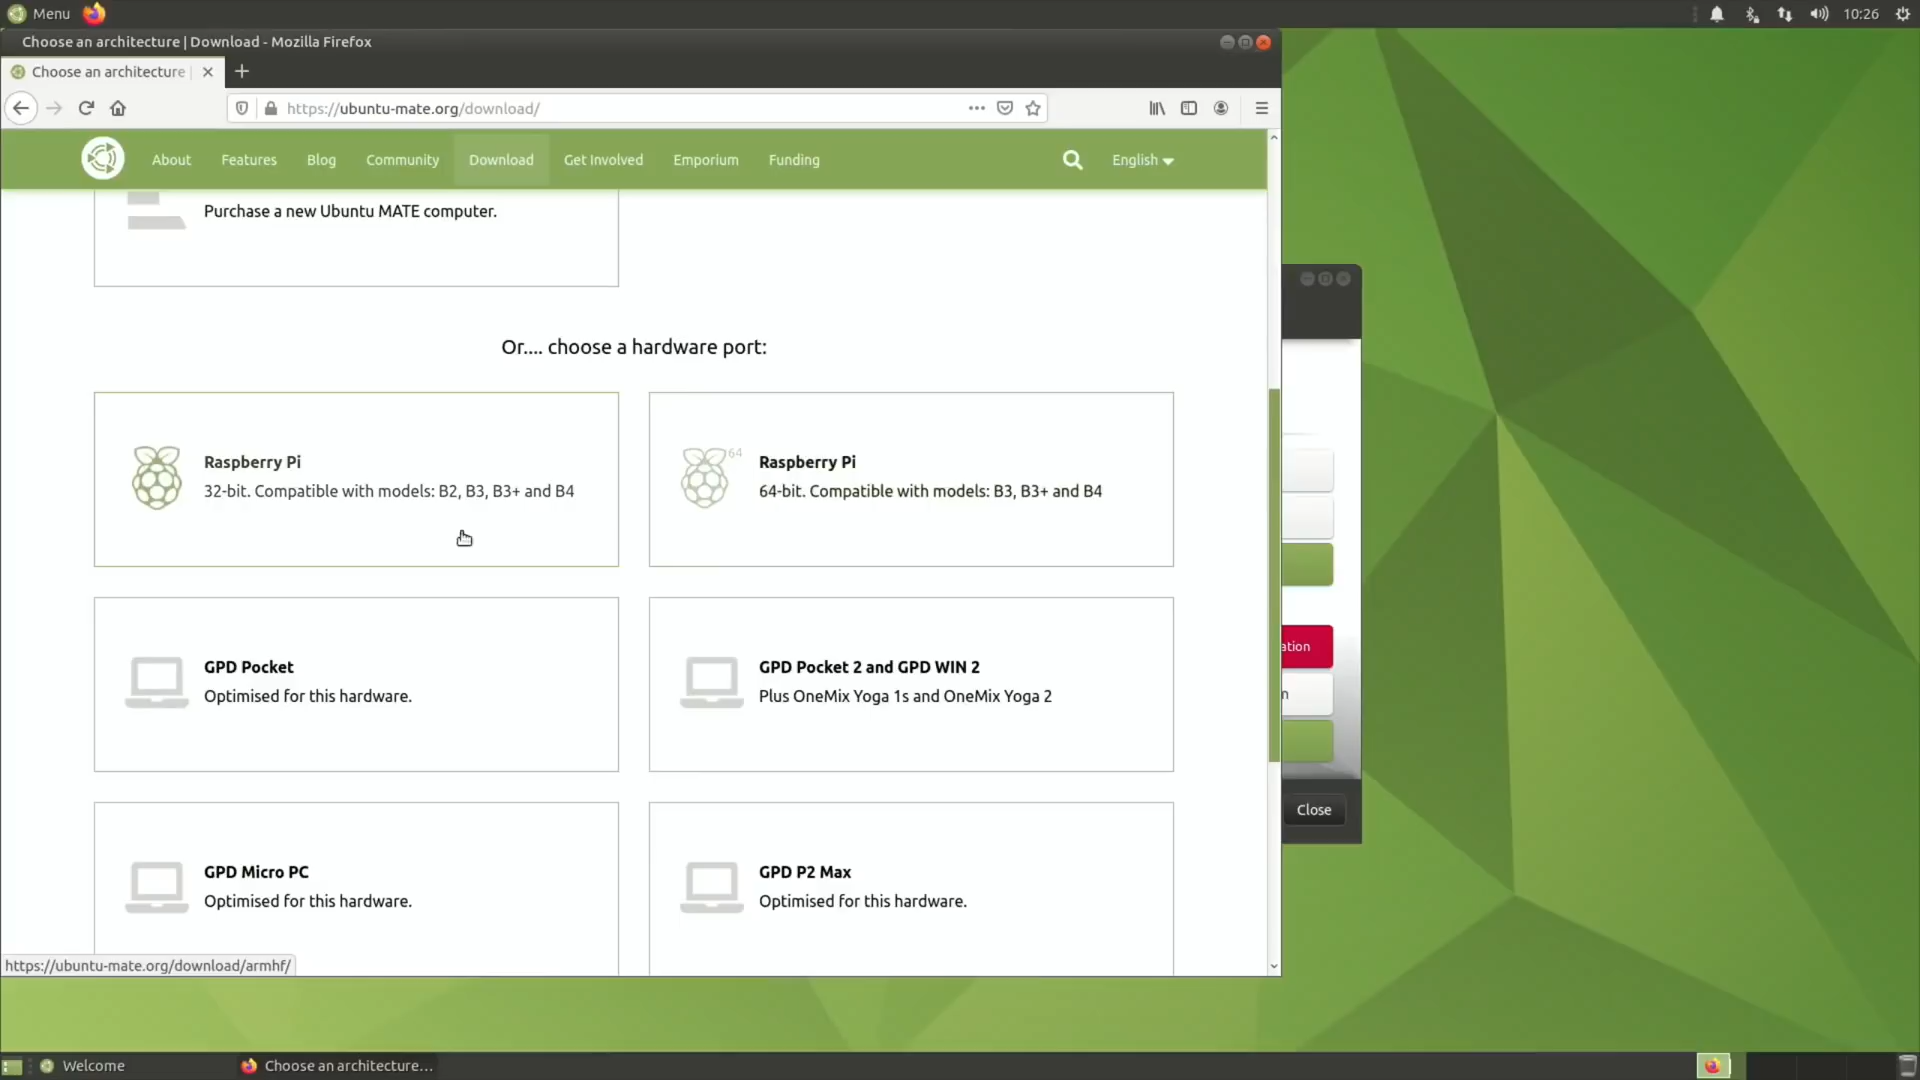 Menu
10:26
Choose an architecture | Download - Mozilla Firefox
Choose an architecture |
https://ubuntu-mate.org/download/
About Features Blog Community Download Get Involved Emporium Funding English
Purchase a new Ubuntu MATE computer.
Or.... choose a hardware port:
Raspberry Pi
32-bit. Compatible with models: B2, B3, B3+ and B4
64
Raspberry Pi
64-bit. Compatible with models: B3, B3+ and B4
GPD Pocket
Optimised for this hardware.
GPD Pocket 2 and GPD WIN 2
Plus OneMix Yoga 1s and OneMix Yoga 2
GPD Micro PC
Optimised for this hardware.
GPD P2 Max
Optimised for this hardware.
ation
n
Close
https://ubuntu-mate.org/download/armhf/
Welcome
Choose an architecture...